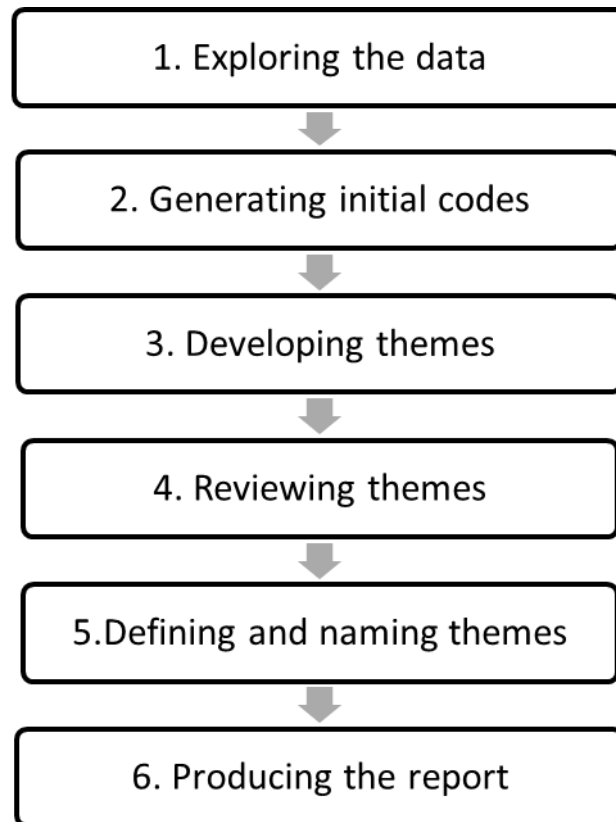 1. Exploring the data
2. Generating initial codes
3. Developing themes
4. Reviewing themes
5.Defining and naming themes
6. Producing the report